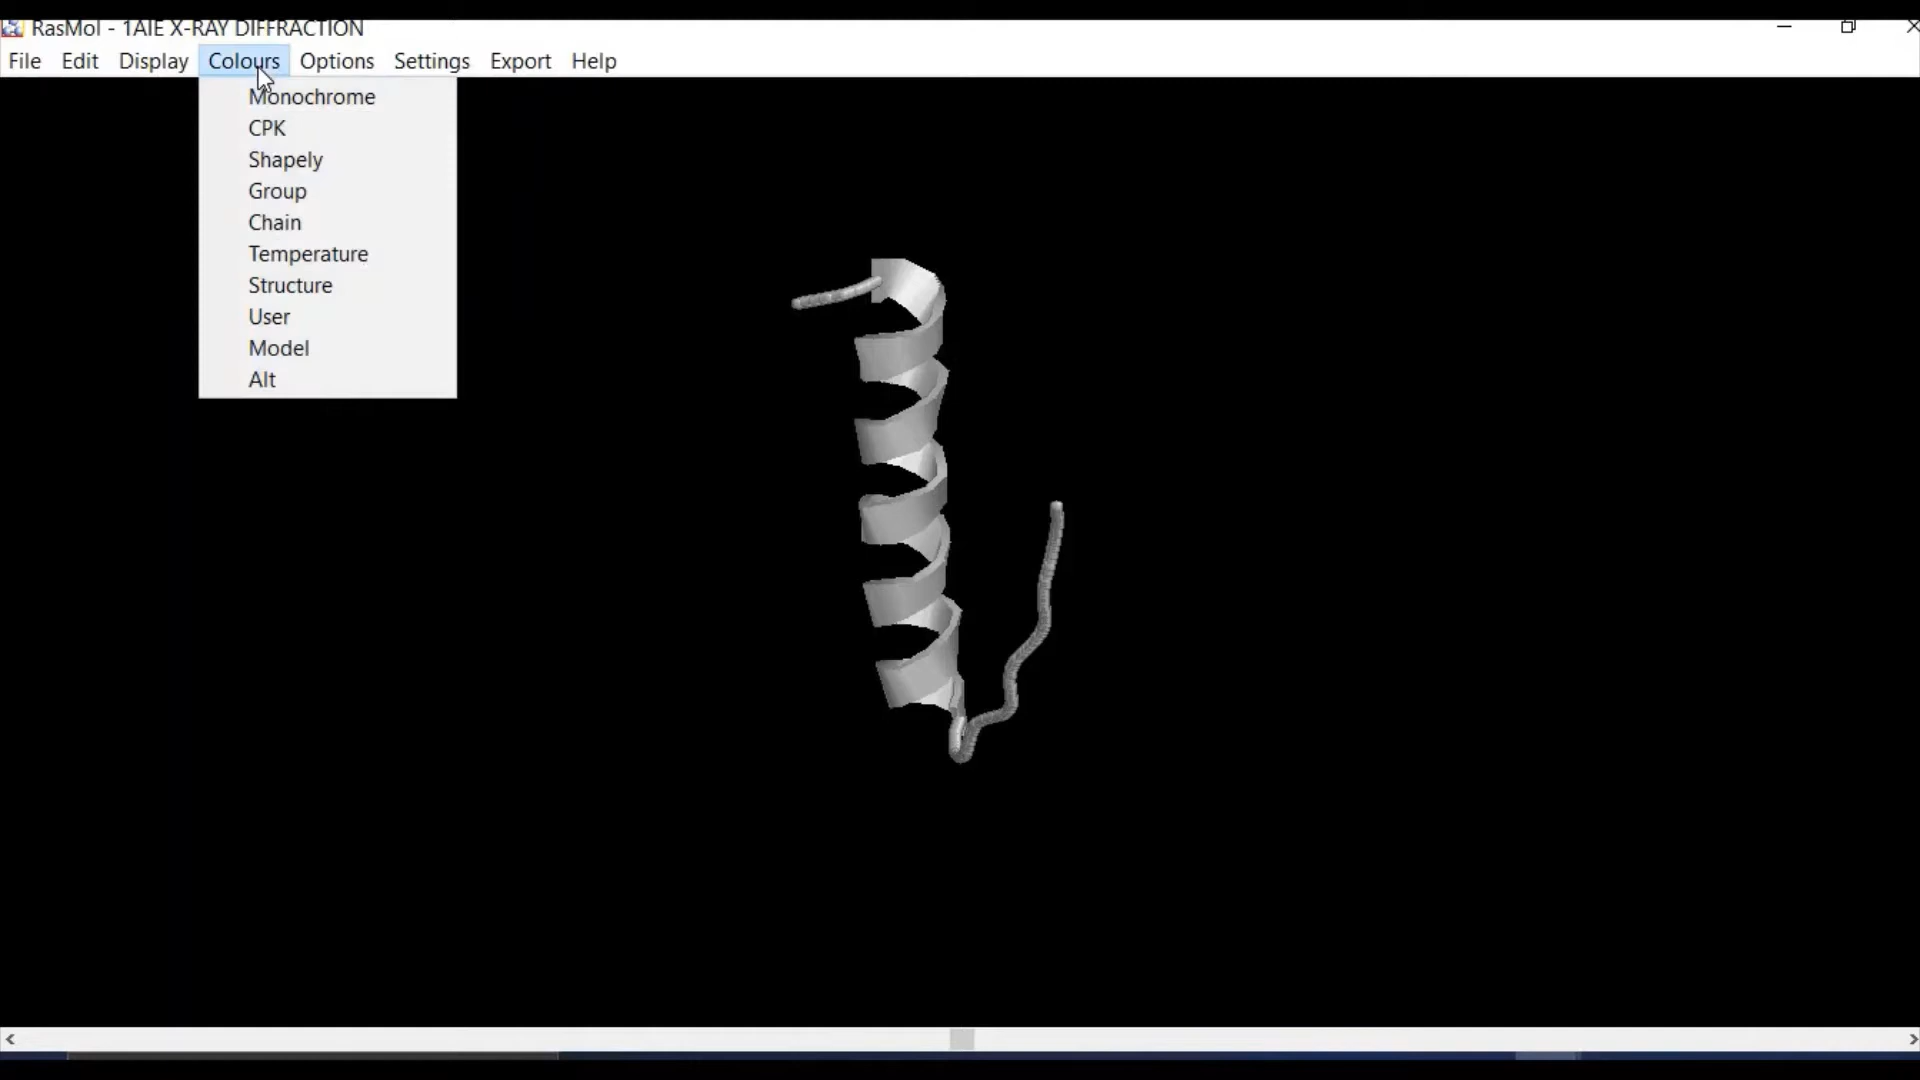 RasMol - 1AIE X-RAY DIFFRACTION
File Edit Display Colours Options Settings Export Help
Monochrome
CPK
Shapely
Group
Chain
Temperature
Structure
User
Model
Alt